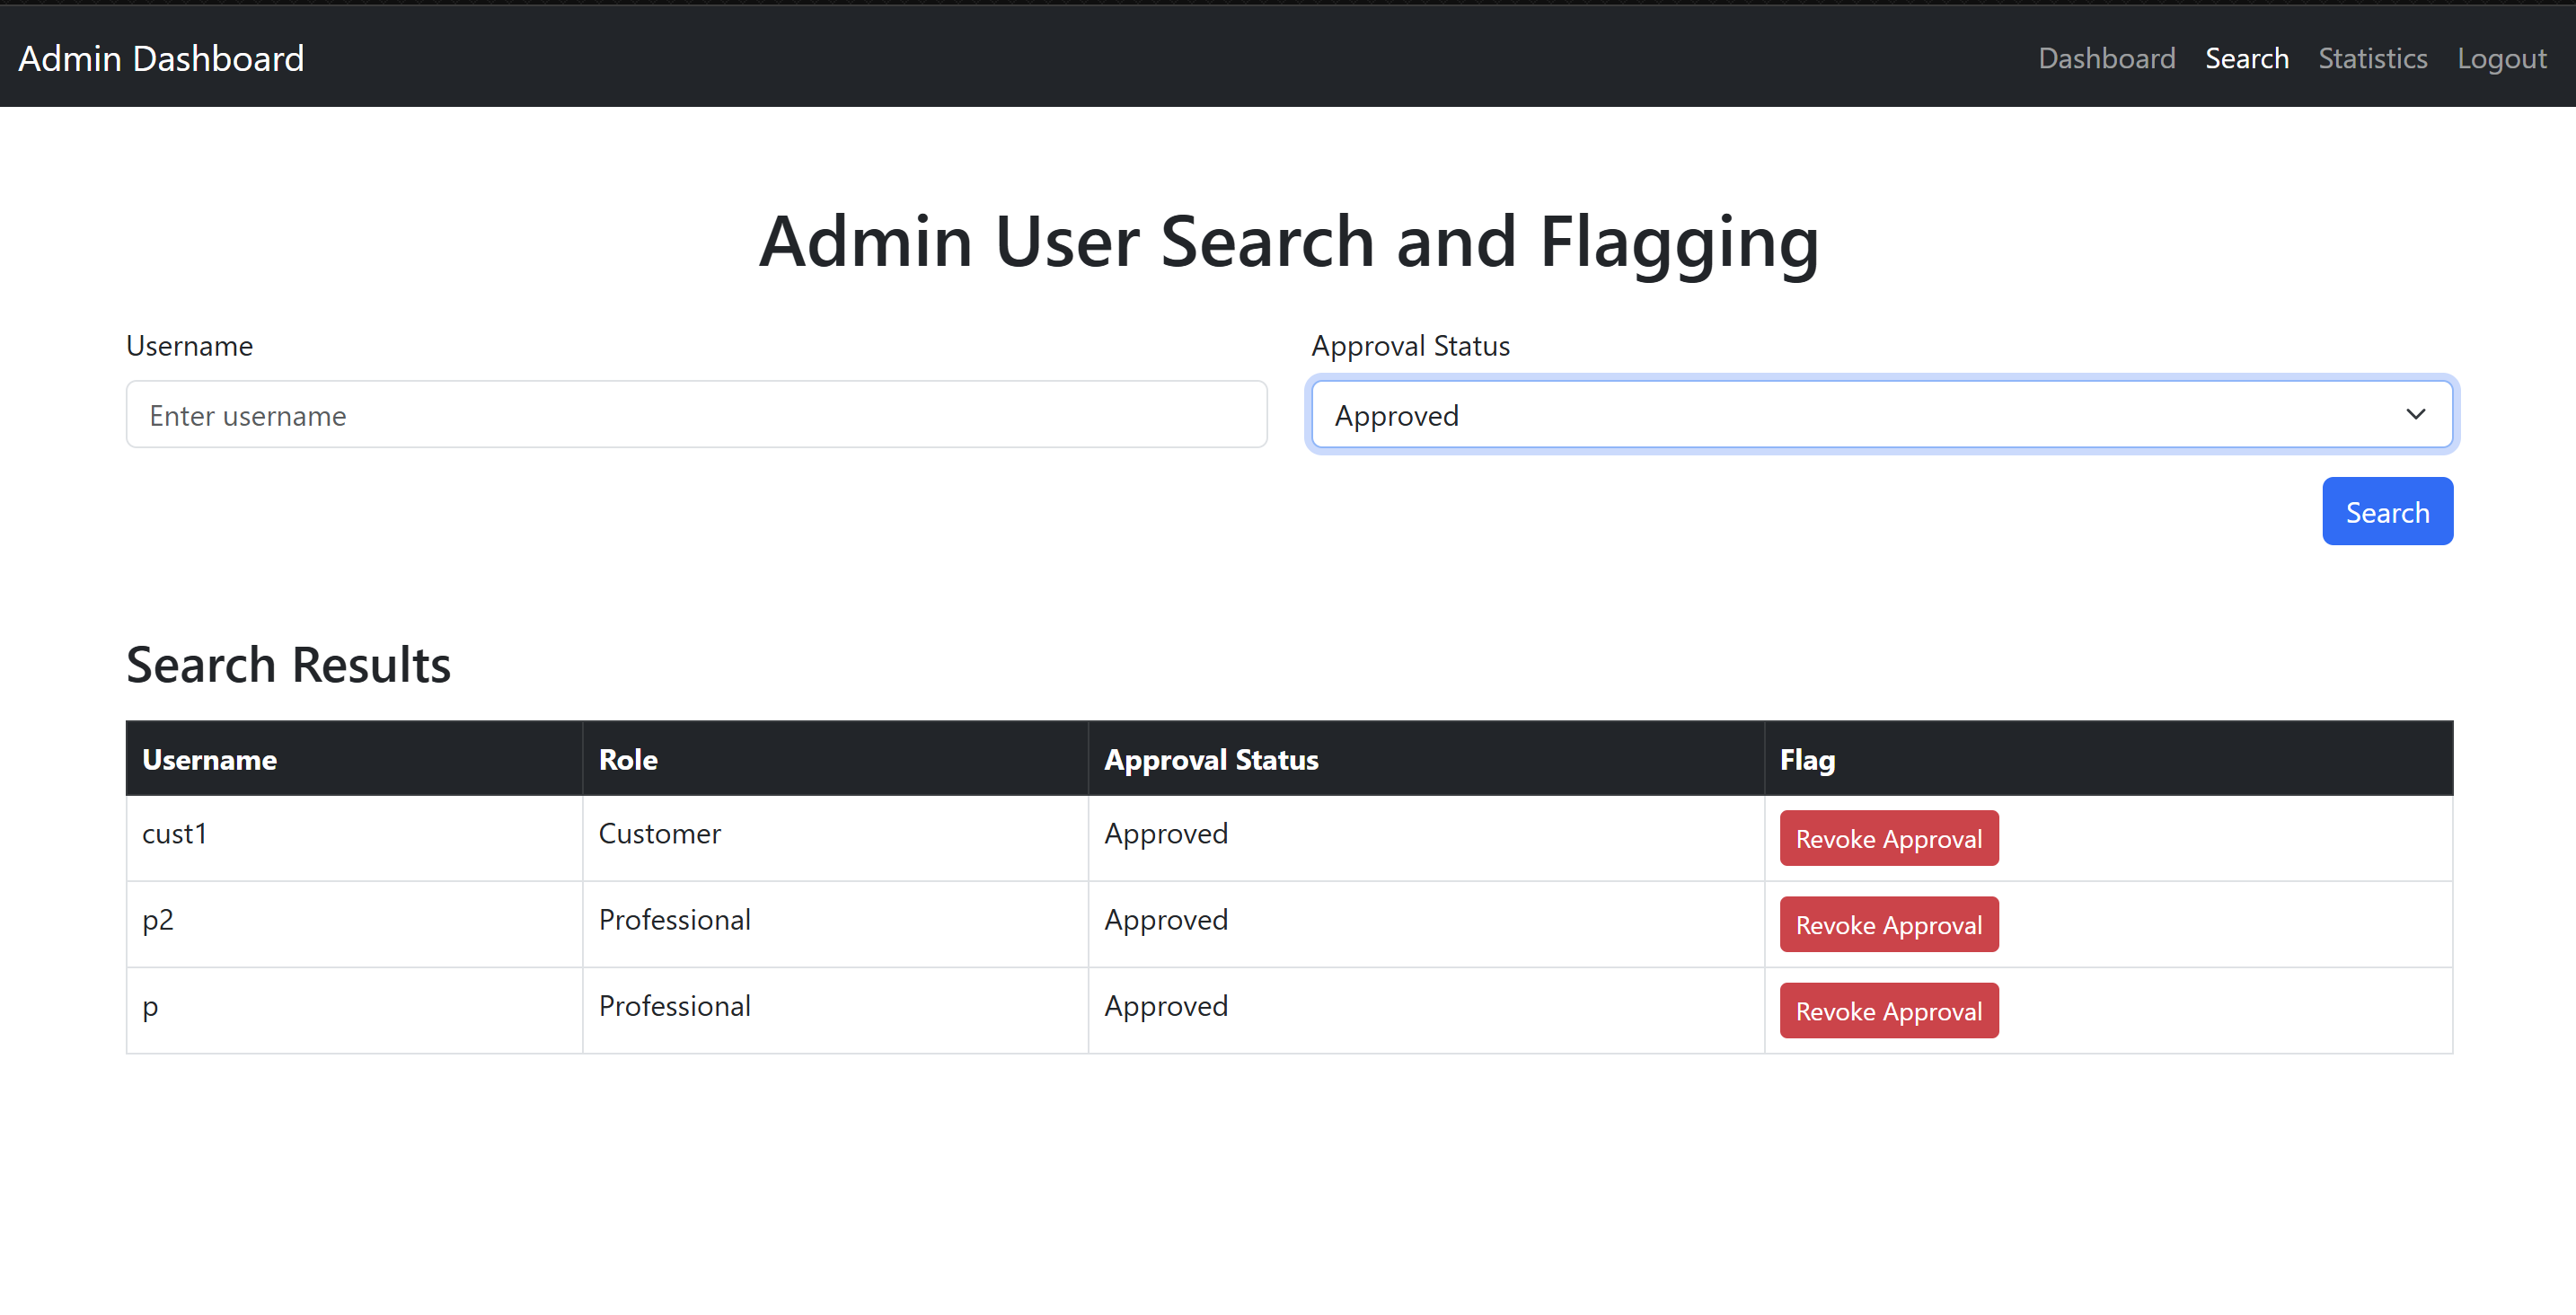 Admin Dashboard Dashboard Search Statistics Logout
Admin User Search and Flagging
Username Approval Status
Enter username Approved
Search
Search Results
Username Role Approval Status Flag
cust1 Customer Approved Revoke Approval
p2 Professional Approved Revoke Approval
p Professional Approved Revoke Approval